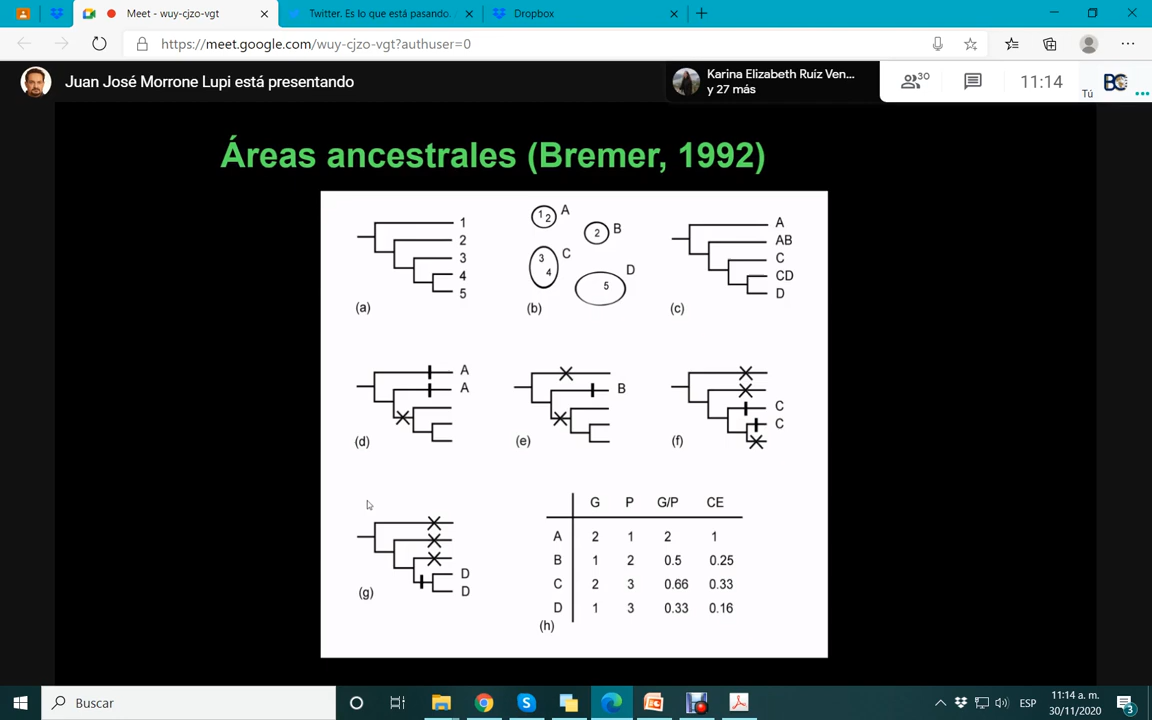 Meet - wuy-cjzo-vgt
Twitter. Es lo que está pasando.
Dropbox
https://meet.google.com/wuy-cjzo-vgt?authuser=0
Juan José Morrone Lupi está presentando
Karina Elizabeth Ruiz Ven...
y 27 más
30
11:14
Tú
BC
Áreas ancestrales (Bremer, 1992)
1
2
3
4
5
(a)
1 2 A
2 B
3 4 C
5 D
(b)
A
AB
C
CD
D
(c)
A
A
(d)
B
(e)
C
C
(f)
D
D
(g)
G P G/P CE
A 2 1 2 1
B 1 2 0.5 0.25
C 2 3 0.66 0.33
D 1 3 0.33 0.16
(h)
Buscar
ESP
11:14 a. m.
30/11/2020
3